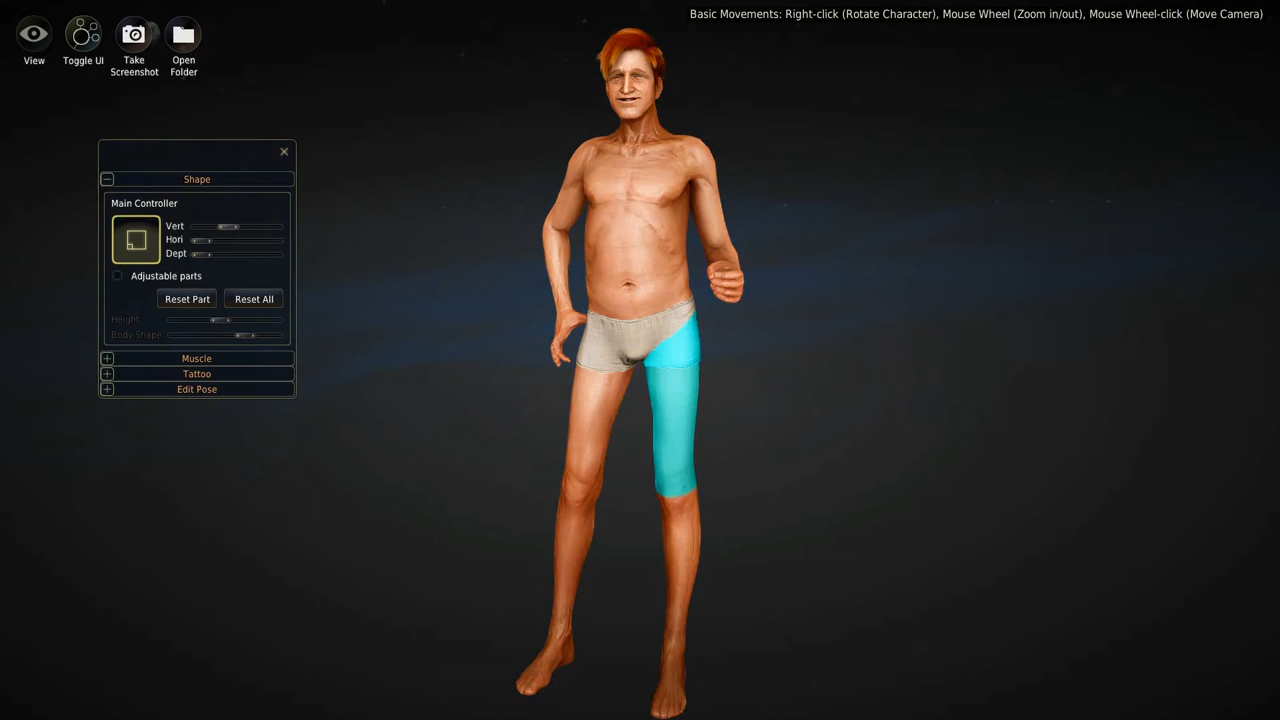 Basic Movements: Right-click (Rotate Character), Mouse Wheel (Zoom in/out), Mouse Wheel-click (Move Camera)
View
Toggle UI
Take
Screenshot
Open
Folder
Shape
Main Controller
Vert
Hori
Dept
Adjustable parts
Reset Part
Reset All
Height
Body Shape
Muscle
Tattoo
Edit Pose